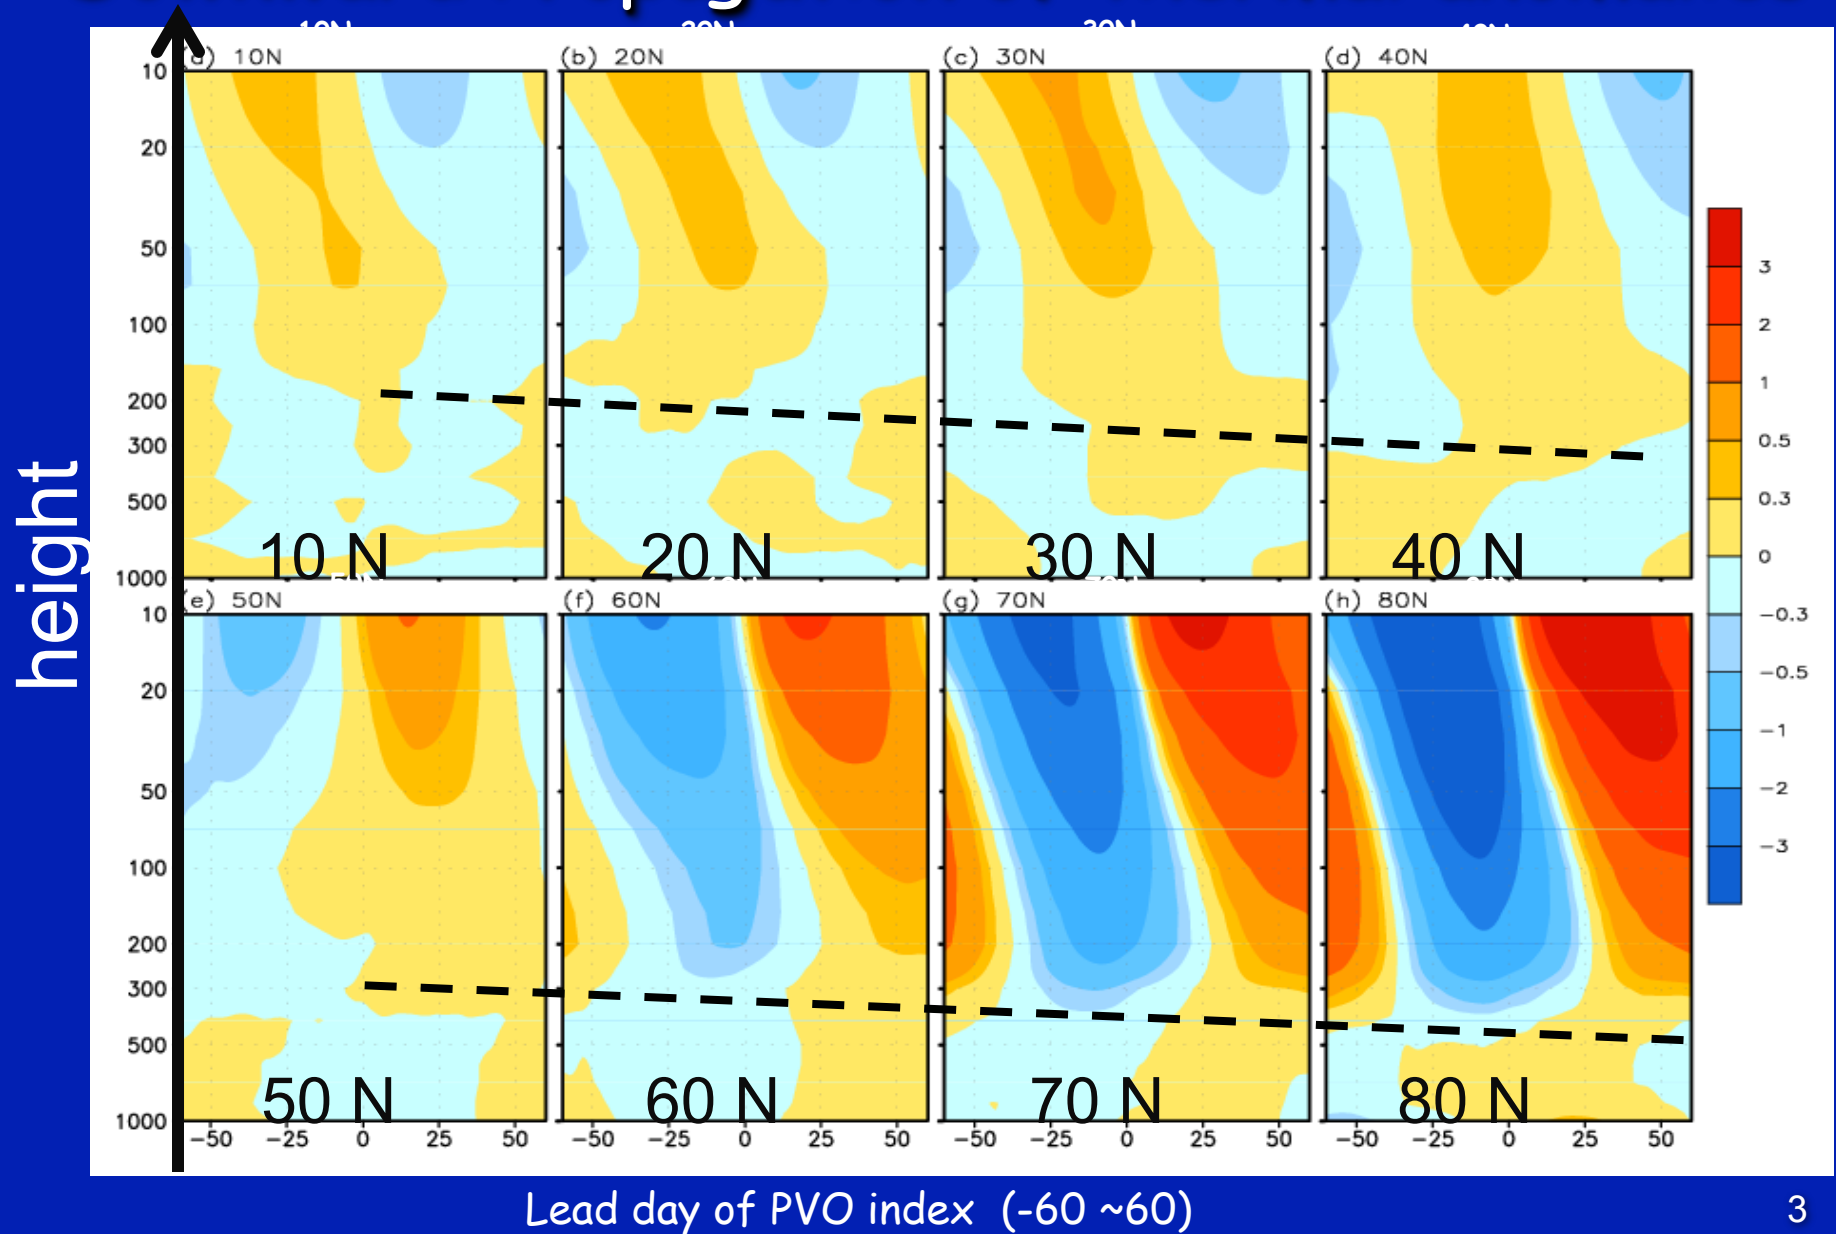 (a) 10N
(b) 20N
(c) 30N
(d) 40N
10
20
50
100
200
300
500
1000
10 N
20 N
30 N
40 N
height
3
2
1
0.5
0.3
0
−0.3
−0.5
−1
−2
−3
(e) 50N
(f) 60N
(g) 70N
(h) 80N
10
20
50
100
200
300
500
1000
50 N
60 N
70 N
80 N
−50 −25 0 25 50
−50 −25 0 25 50
−50 −25 0 25 50
−50 −25 0 25 50
Lead day of PVO index (-60 ~60)
3